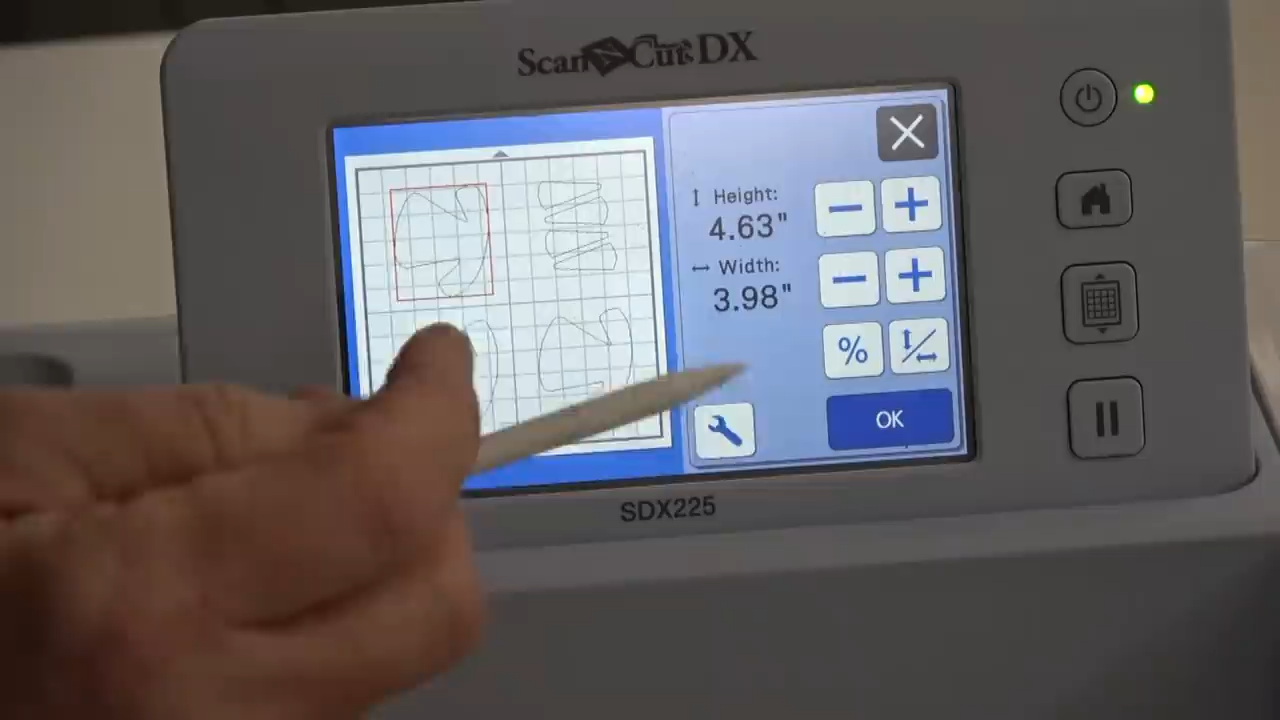 ScanNCut DX
Height:
4.63"
Width:
3.98"
%
OK
SDX225